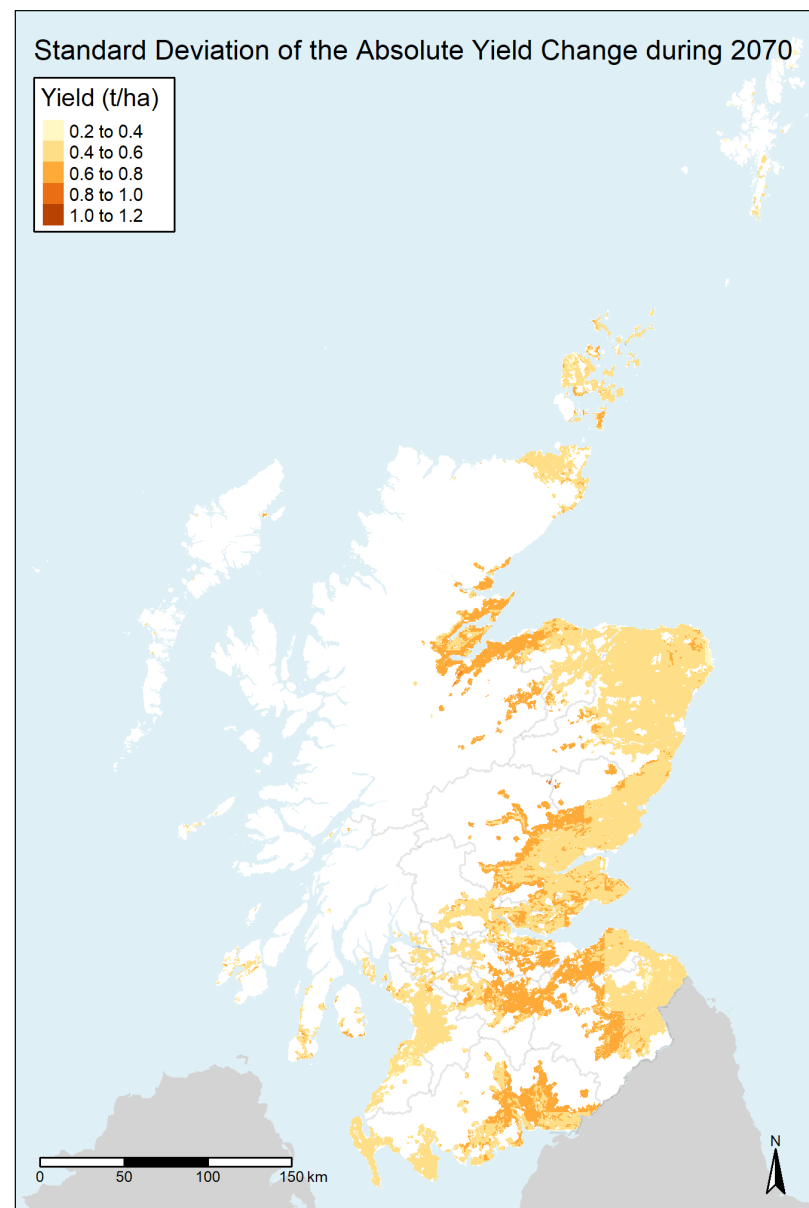 Standard Deviation of the Absolute Yield Change during 2070
Yield (t/ha)
0.2 to 0.4
0.4 to 0.6
0.6 to 0.8
0.8 to 1.0
1.0 to 1.2
N
0 50 100 150 km